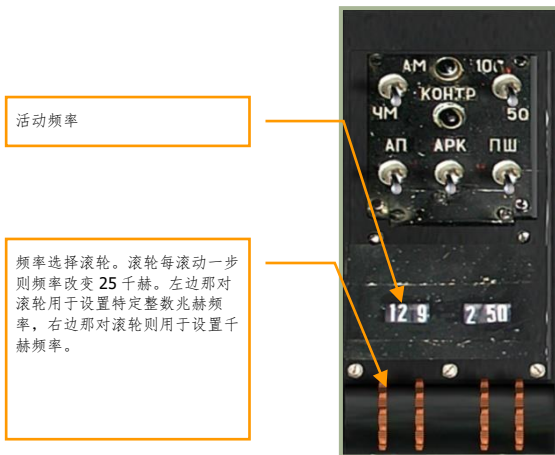 活动频率
频率选择滚轮。滚轮每滚动一步
则频率改变 25 千赫。左边那对
滚轮用于设置特定整数兆赫频
率，右边那对滚轮则用于设置千
赫频率。
АМ 100
КОНТР
ЧМ 50
АП АРК ПШ
12 9 2 50